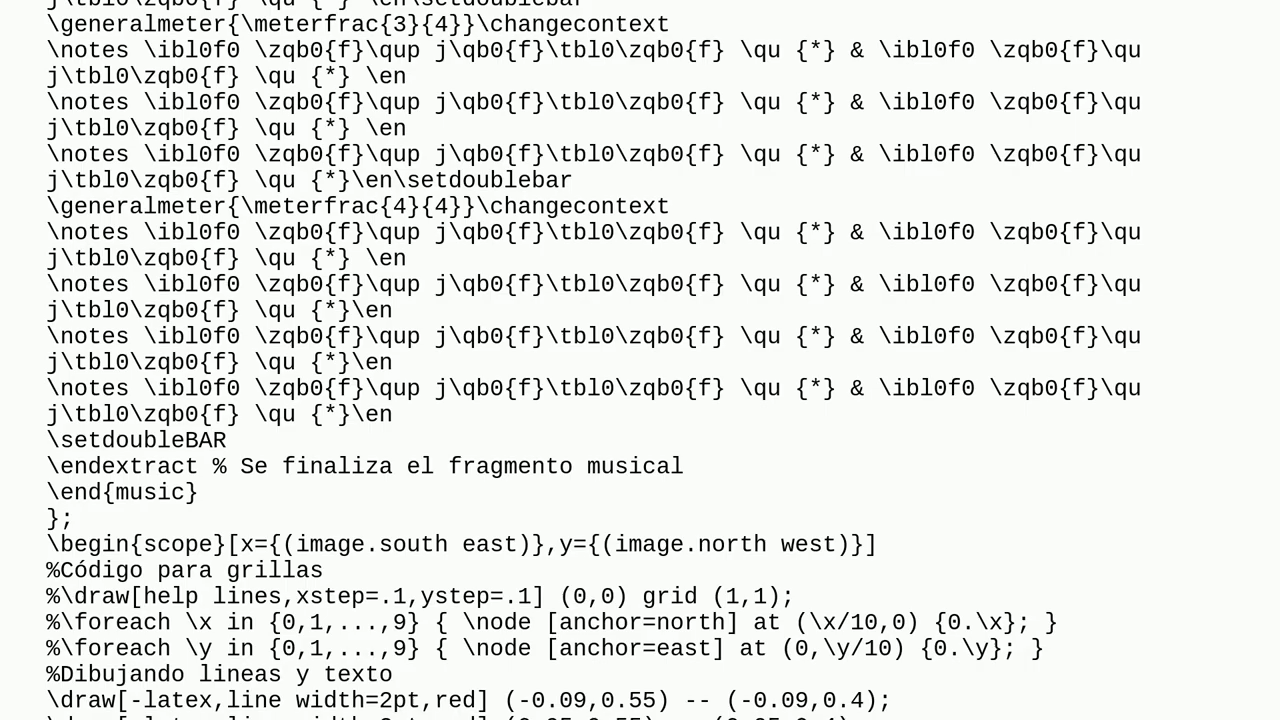 j\tbl0\zqb0{f} \qu {*} \en\setdoublebar
\generalmeter{\meterfrac{3}{4}}\changecontext
\notes \ibl0f0 \zqb0{f}\qup j\qb0{f}\tbl0\zqb0{f} \qu {*} & \ibl0f0 \zqb0{f}\qu
j\tbl0\zqb0{f} \qu {*} \en
\notes \ibl0f0 \zqb0{f}\qup j\qb0{f}\tbl0\zqb0{f} \qu {*} & \ibl0f0 \zqb0{f}\qu
j\tbl0\zqb0{f} \qu {*} \en
\notes \ibl0f0 \zqb0{f}\qup j\qb0{f}\tbl0\zqb0{f} \qu {*} & \ibl0f0 \zqb0{f}\qu
j\tbl0\zqb0{f} \qu {*}\en\setdoublebar
\generalmeter{\meterfrac{4}{4}}\changecontext
\notes \ibl0f0 \zqb0{f}\qup j\qb0{f}\tbl0\zqb0{f} \qu {*} & \ibl0f0 \zqb0{f}\qu
j\tbl0\zqb0{f} \qu {*} \en
\notes \ibl0f0 \zqb0{f}\qup j\qb0{f}\tbl0\zqb0{f} \qu {*} & \ibl0f0 \zqb0{f}\qu
j\tbl0\zqb0{f} \qu {*}\en
\notes \ibl0f0 \zqb0{f}\qup j\qb0{f}\tbl0\zqb0{f} \qu {*} & \ibl0f0 \zqb0{f}\qu
j\tbl0\zqb0{f} \qu {*}\en
\notes \ibl0f0 \zqb0{f}\qup j\qb0{f}\tbl0\zqb0{f} \qu {*} & \ibl0f0 \zqb0{f}\qu
j\tbl0\zqb0{f} \qu {*}\en
\setdoubleBAR
\endextract % Se finaliza el fragmento musical
\end{music}
};
\begin{scope}[x={(image.south east)},y={(image.north west)}]
%Código para grillas
%\draw[help lines,xstep=.1,ystep=.1] (0,0) grid (1,1);
%\foreach \x in {0,1,...,9} { \node [anchor=north] at (\x/10,0) {0.\x}; }
%\foreach \y in {0,1,...,9} { \node [anchor=east] at (0,\y/10) {0.\y}; }
%Dibujando lineas y texto
\draw[-latex,line width=2pt,red] (-0.09,0.55) -- (-0.09,0.4);